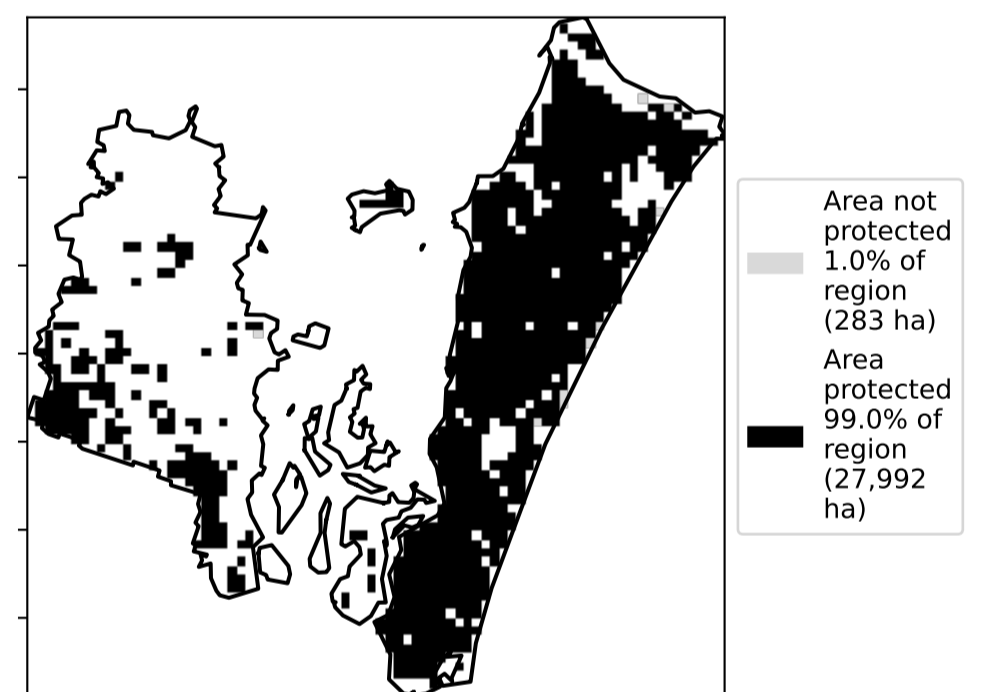 Area not
protected
1.0% of
region
(283 ha)
Area
protected
99.0% of
region
(27,992
ha)